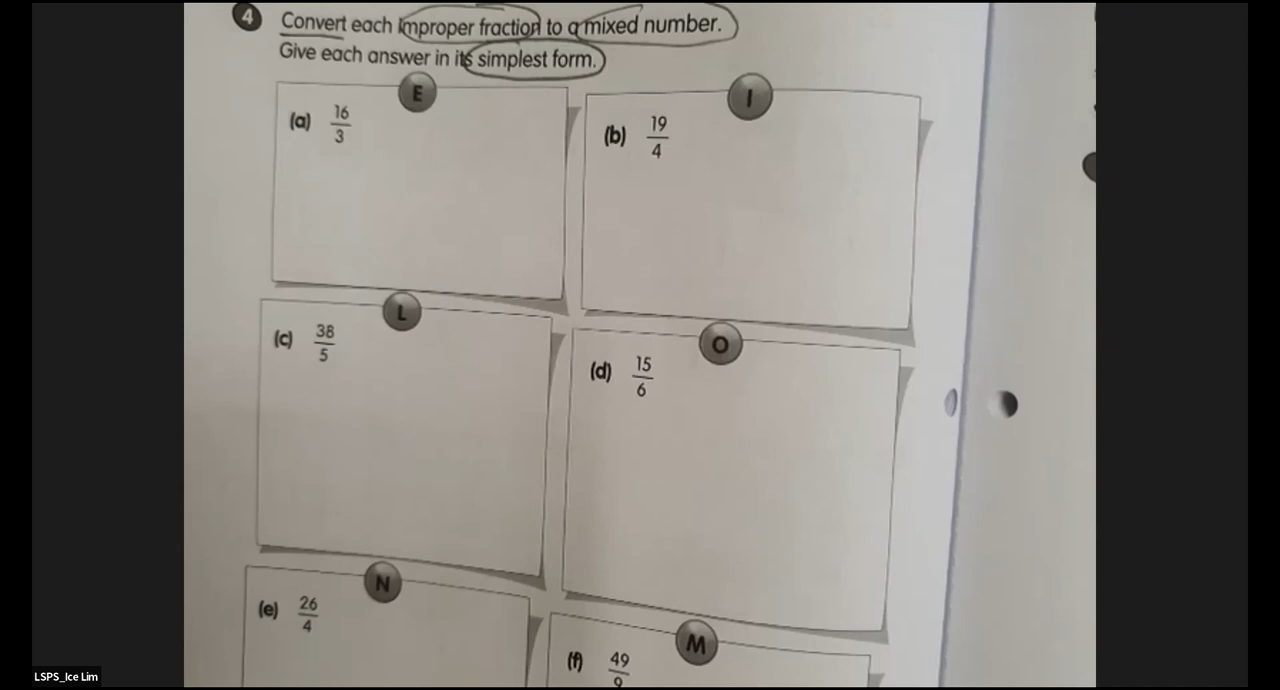 4 Convert each improper fraction to a mixed number.
Give each answer in its simplest form.
E
(a) 16/3
I
(b) 19/4
L
(c) 38/5
O
(d) 15/6
N
(e) 26/4
M
(f) 49/9
LSPS_Ice Lim